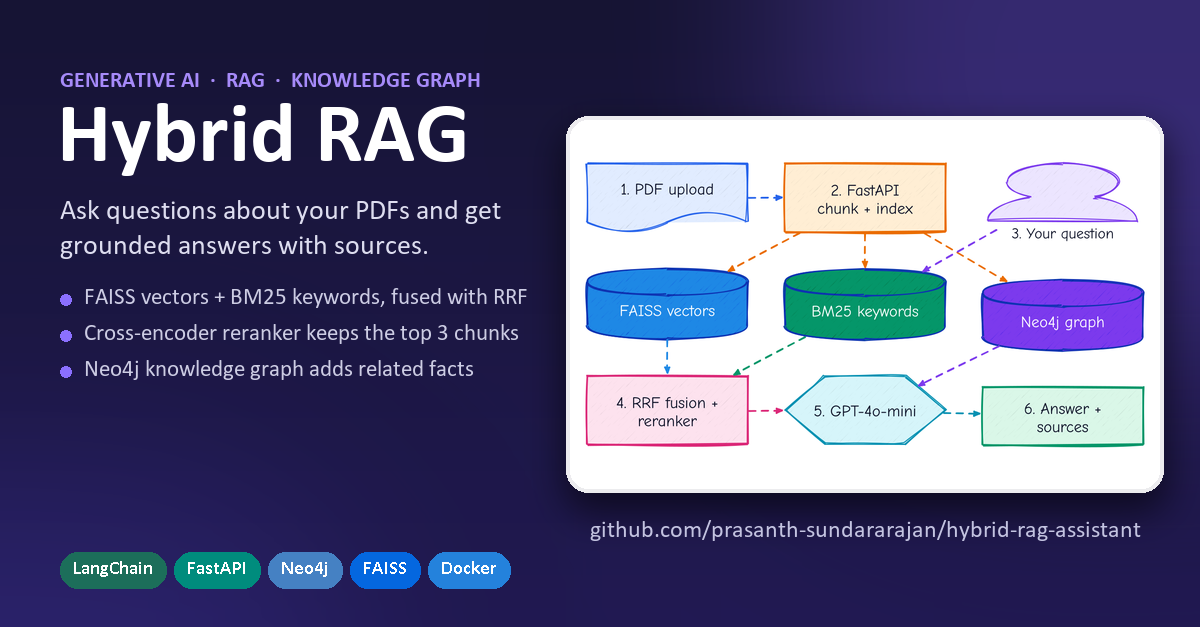 GENERATIVE AI · RAG · KNOWLEDGE GRAPH
Hybrid RAG
Ask questions about your PDFs and get
grounded answers with sources.
FAISS vectors + BM25 keywords, fused with RRF
Cross-encoder reranker keeps the top 3 chunks
Neo4j knowledge graph adds related facts
1. PDF upload
2. FastAPI
chunk + index
3. Your question
FAISS vectors
BM25 keywords
Neo4j graph
4. RRF fusion +
reranker
5. GPT-4o-mini
6. Answer +
sources
github.com/prasanth-sundararajan/hybrid-rag-assistant
LangChain
FastAPI
Neo4j
FAISS
Docker